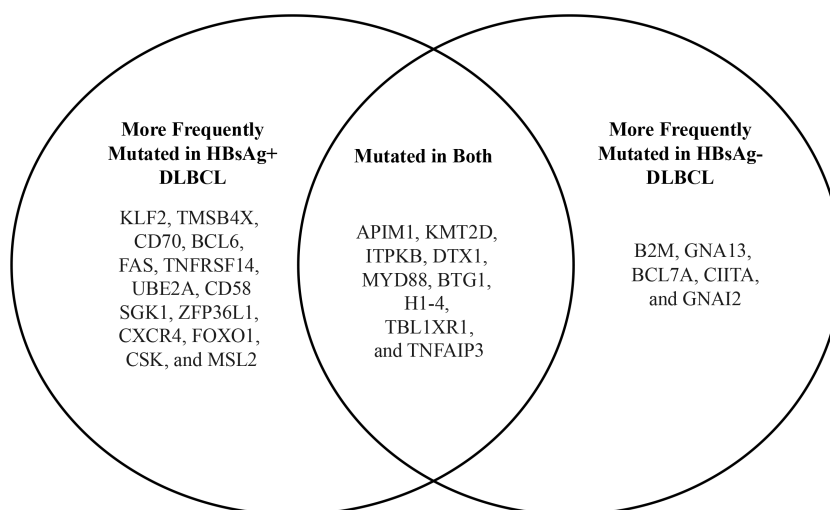 More Frequently
Mutated in HBsAg+
DLBCL
KLF2, TMSB4X,
CD70, BCL6,
FAS, TNFRSF14,
UBE2A, CD58
SGK1, ZFP36L1,
CXCR4, FOXO1,
CSK, and MSL2
Mutated in Both
APIM1, KMT2D,
ITPKB, DTX1,
MYD88, BTG1,
H1-4,
TBL1XR1,
and TNFAIP3
More Frequently
Mutated in HBsAg-
DLBCL
B2M, GNA13,
BCL7A, CIITA,
and GNAI2